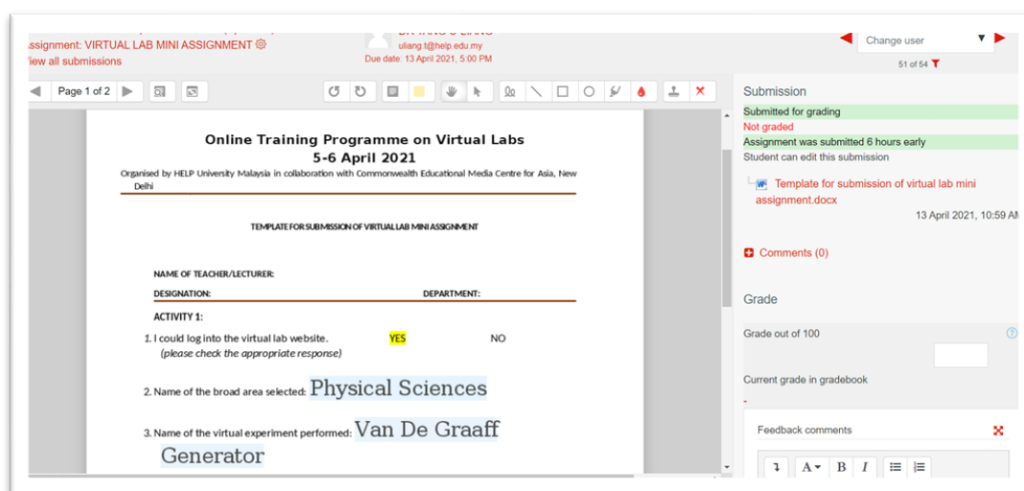 ssignment: VIRTUAL LAB MINI ASSIGNMENT
iew all submissions
uliang.t@help.edu.my
Due date: 13 April 2021, 5:00 PM
Change user
51 of 54
Page 1 of 2
Online Training Programme on Virtual Labs
5-6 April 2021
Organised by HELP University Malaysia in collaboration with Commonwealth Educational Media Centre for Asia, New
Delhi
TEMPLATE FOR SUBMISSION OF VIRTUAL LAB MINI ASSIGNMENT
NAME OF TEACHER/LECTURER:
DESIGNATION: DEPARTMENT:
ACTIVITY 1:
1. I could log into the virtual lab website. YES NO
(please check the appropriate response)
2. Name of the broad area selected: Physical Sciences
3. Name of the virtual experiment performed: Van De Graaff
Generator
Submission
Submitted for grading
Not graded
Assignment was submitted 6 hours early
Student can edit this submission
Template for submission of virtual lab mini
assignment.docx
13 April 2021, 10:59 AM
Comments (0)
Grade
Grade out of 100
Current grade in gradebook
-
Feedback comments
A B I